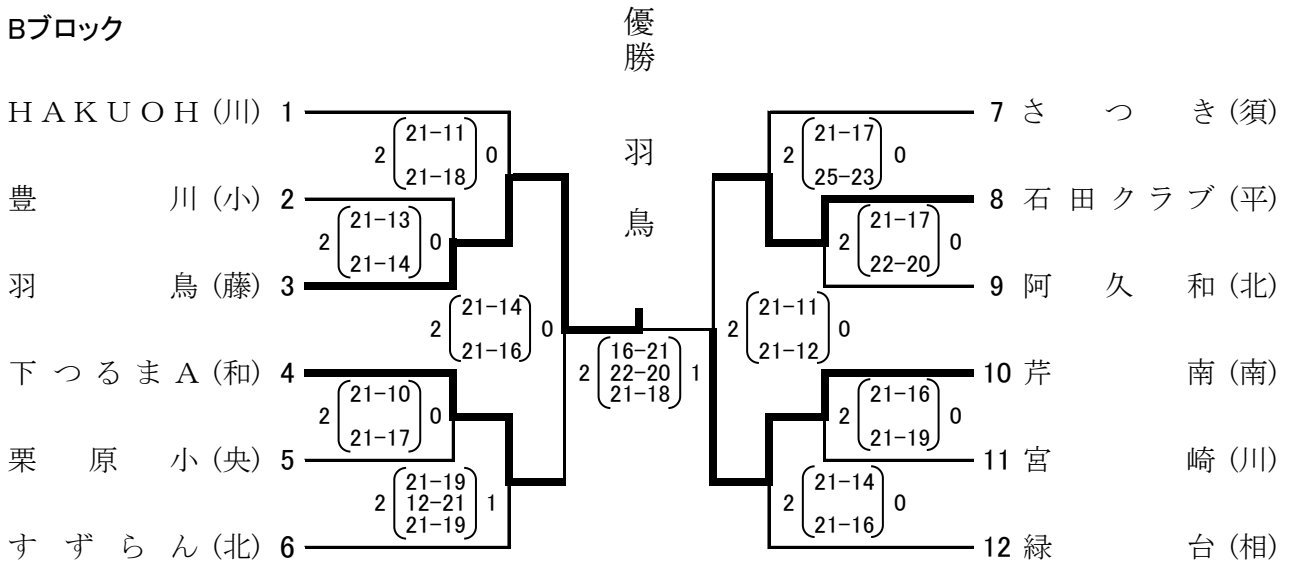 Bブロック
優勝 羽鳥
HAKUOH (川) 1
21-11
2 0
21-18
豊川 (小) 2
21-13
2 0
21-14
羽鳥 (藤) 3
21-14
2 0
21-16
下つるまA (和) 4
21-10
2 0
21-17
栗原小 (央) 5
21-19
2 12-21 1
21-19
すずらん (北) 6
16-21
2 22-20 1
21-18
7 さつき (須)
21-17
2 0
25-23
8 石田クラブ (平)
21-17
2 0
22-20
9 阿久和 (北)
21-11
2 0
21-12
10 芹南 (南)
21-16
2 0
21-19
11 宮崎 (川)
21-14
2 0
21-16
12 緑台 (相)